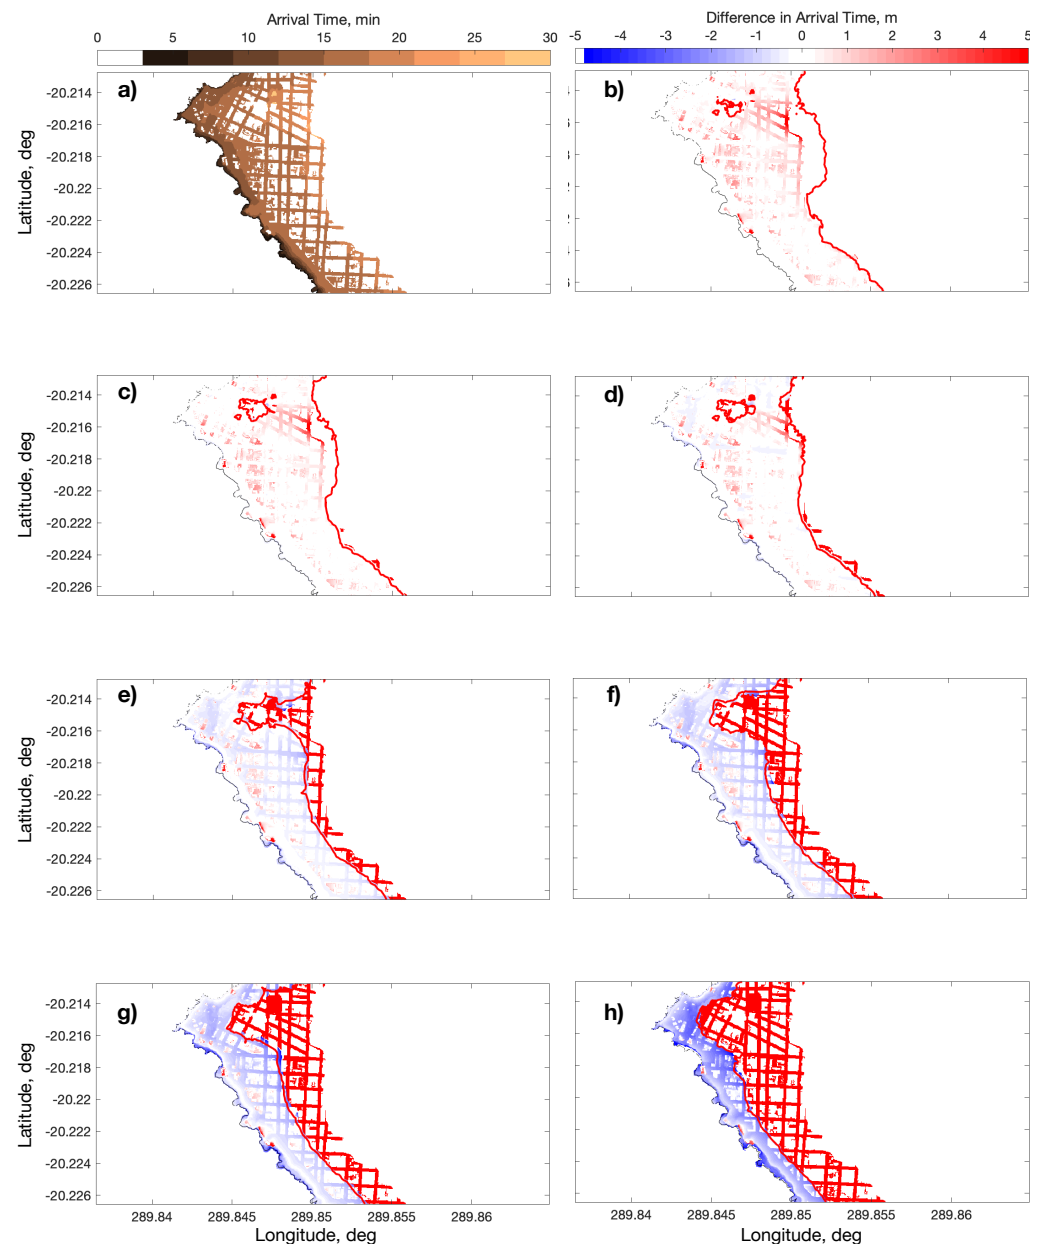 Arrival Time, min
0 5 10 15 20 25 30
Difference in Arrival Time, m
-5 -4 -3 -2 -1 0 1 2 3 4 5
a)
-20.214
-20.216
-20.218
-20.22
-20.222
-20.224
-20.226
Latitude, deg
b)
c)
-20.214
-20.216
-20.218
-20.22
-20.222
-20.224
-20.226
Latitude, deg
d)
e)
-20.214
-20.216
-20.218
-20.22
-20.222
-20.224
-20.226
Latitude, deg
f)
g)
-20.214
-20.216
-20.218
-20.22
-20.222
-20.224
-20.226
Latitude, deg
289.84 289.845 289.85 289.855 289.86
Longitude, deg
h)
289.84 289.845 289.85 289.855 289.86
Longitude, deg